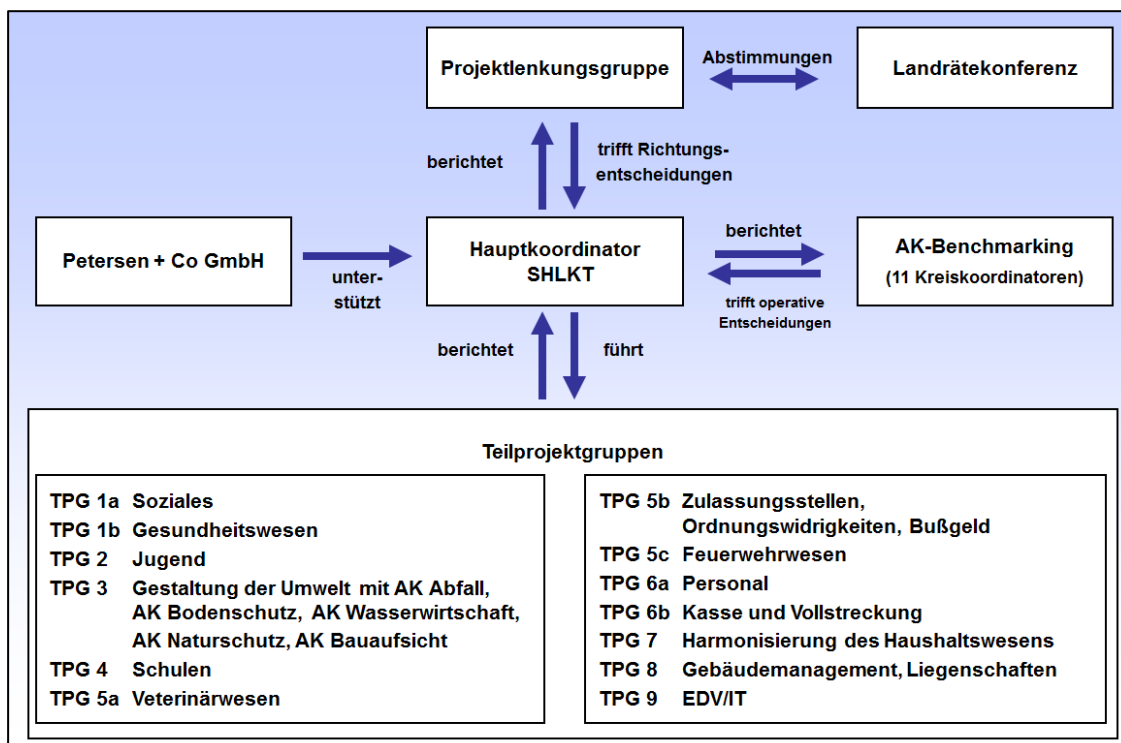 Projektlenkungsgruppe
Abstimmungen
Landrätekonferenz
berichtet
trifft Richtungs-
entscheidungen
Petersen + Co GmbH
unter-
stützt
Hauptkoordinator
SHLKT
berichtet
trifft operative
Entscheidungen
AK-Benchmarking
(11 Kreiskoordinatoren)
berichtet
führt
Teilprojektgruppen
TPG 1a Soziales
TPG 1b Gesundheitswesen
TPG 2 Jugend
TPG 3 Gestaltung der Umwelt mit AK Abfall,
AK Bodenschutz, AK Wasserwirtschaft,
AK Naturschutz, AK Bauaufsicht
TPG 4 Schulen
TPG 5a Veterinärwesen
TPG 5b Zulassungsstellen,
Ordnungswidrigkeiten, Bußgeld
TPG 5c Feuerwehrwesen
TPG 6a Personal
TPG 6b Kasse und Vollstreckung
TPG 7 Harmonisierung des Haushaltswesens
TPG 8 Gebäudemanagement, Liegenschaften
TPG 9 EDV/IT